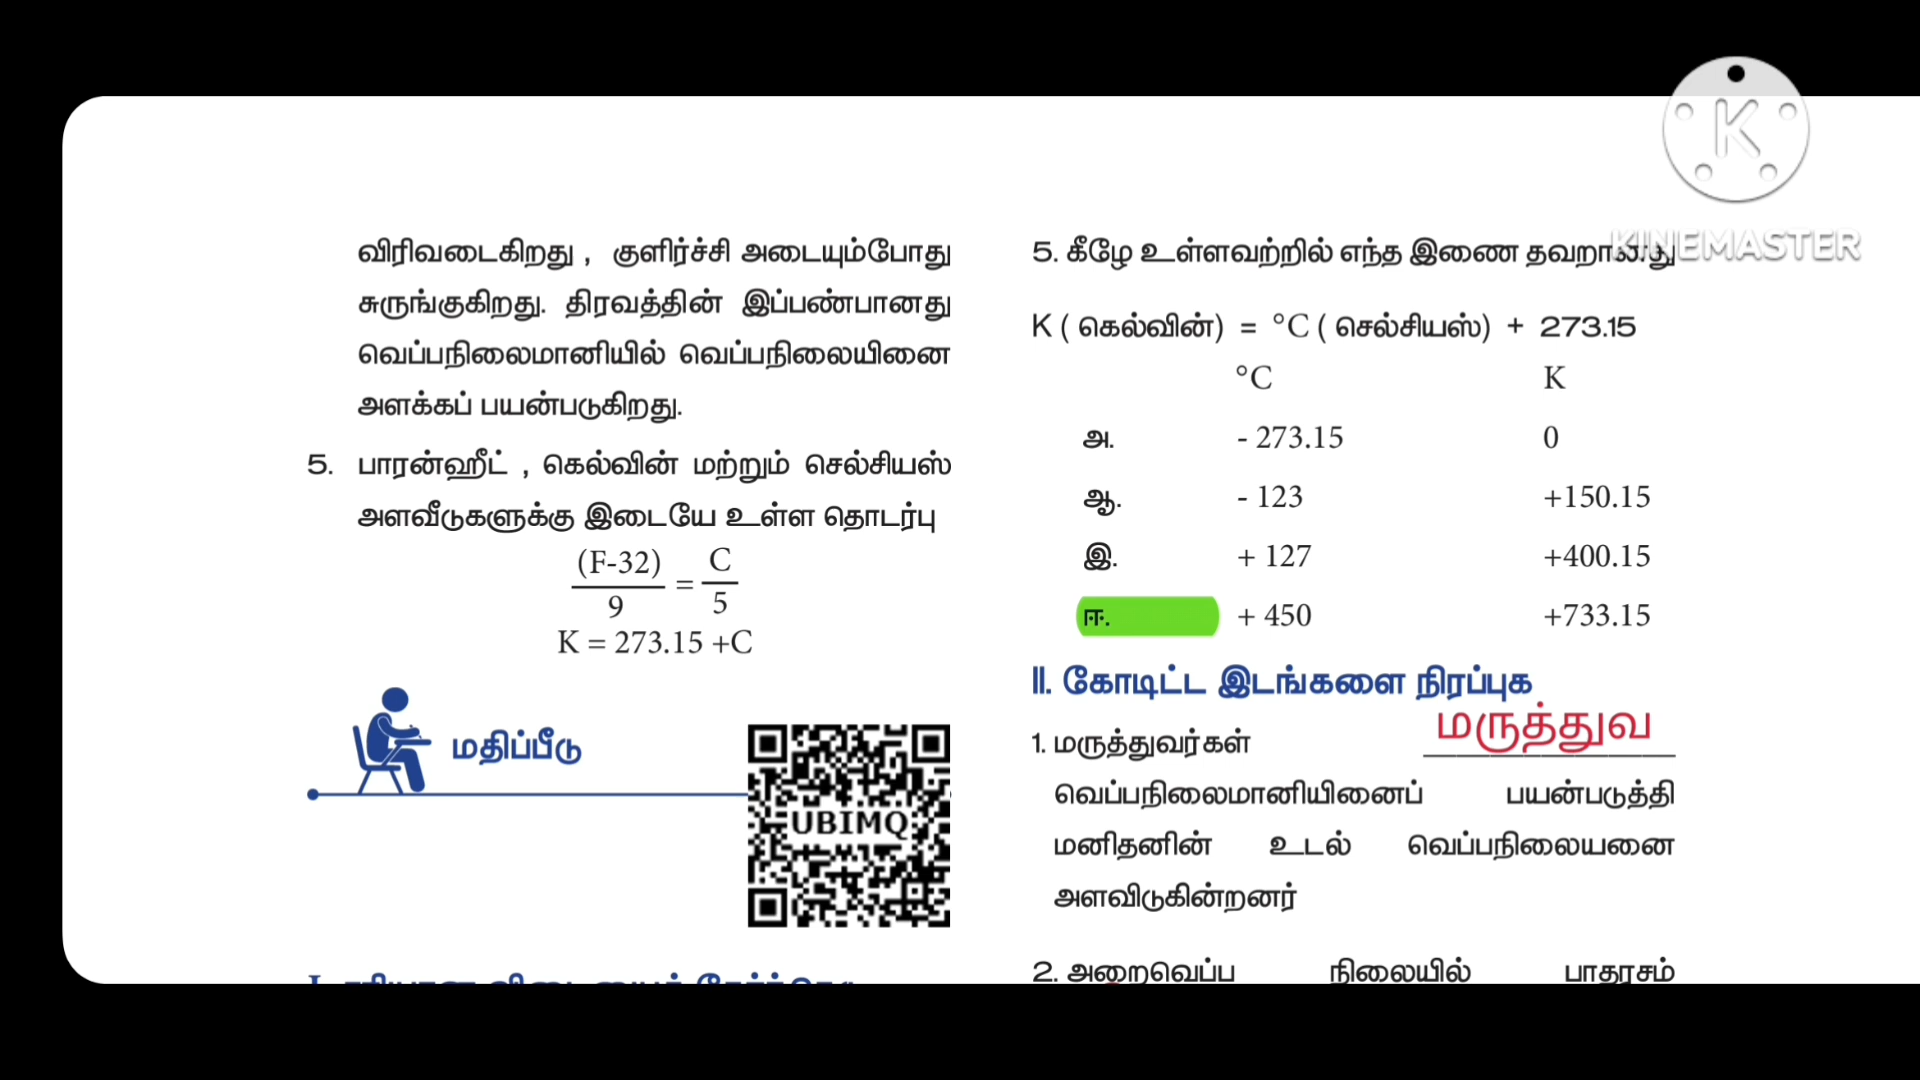 விரிவடைகிறது , குளிர்ச்சி அடையும்போது
சுருங்குகிறது. திரவத்தின் இப்பண்பானது
வெப்பநிலைமானியில் வெப்பநிலையினை
அளக்கப் பயன்படுகிறது.
5. பாரன்ஹீட் , கெல்வின் மற்றும் செல்சியஸ்
அளவீடுகளுக்கு இடையே உள்ள தொடர்பு
(F-32)/9 = C/5
K = 273.15 +C
மதிப்பீடு
UBIMQ
5. கீழே உள்ளவற்றில் எந்த இணை தவறானது
K ( கெல்வின்) = °C ( செல்சியஸ்) + 273.15
°C K
அ. - 273.15 0
ஆ. - 123 +150.15
இ. + 127 +400.15
ஈ. + 450 +733.15
II. கோடிட்ட இடங்களை நிரப்புக
1. மருத்துவர்கள் மருத்துவ
வெப்பநிலைமானியினைப் பயன்படுத்தி
மனிதனின் உடல் வெப்பநிலையனை
அளவிடுகின்றனர்
2. அறைவெப்ப நிலையில் பாதரசம்
K
KINEMASTER